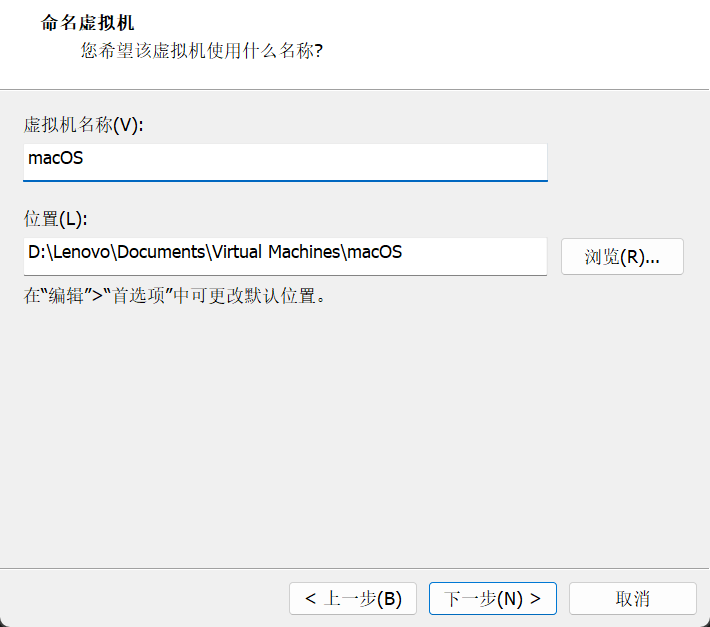 命名虚拟机
您希望该虚拟机使用什么名称?
虚拟机名称(V):
macOS
位置(L):
D:\Lenovo\Documents\Virtual Machines\macOS
浏览(R)...
在“编辑”>“首选项”中可更改默认位置。
< 上一步(B)
下一步(N) >
取消